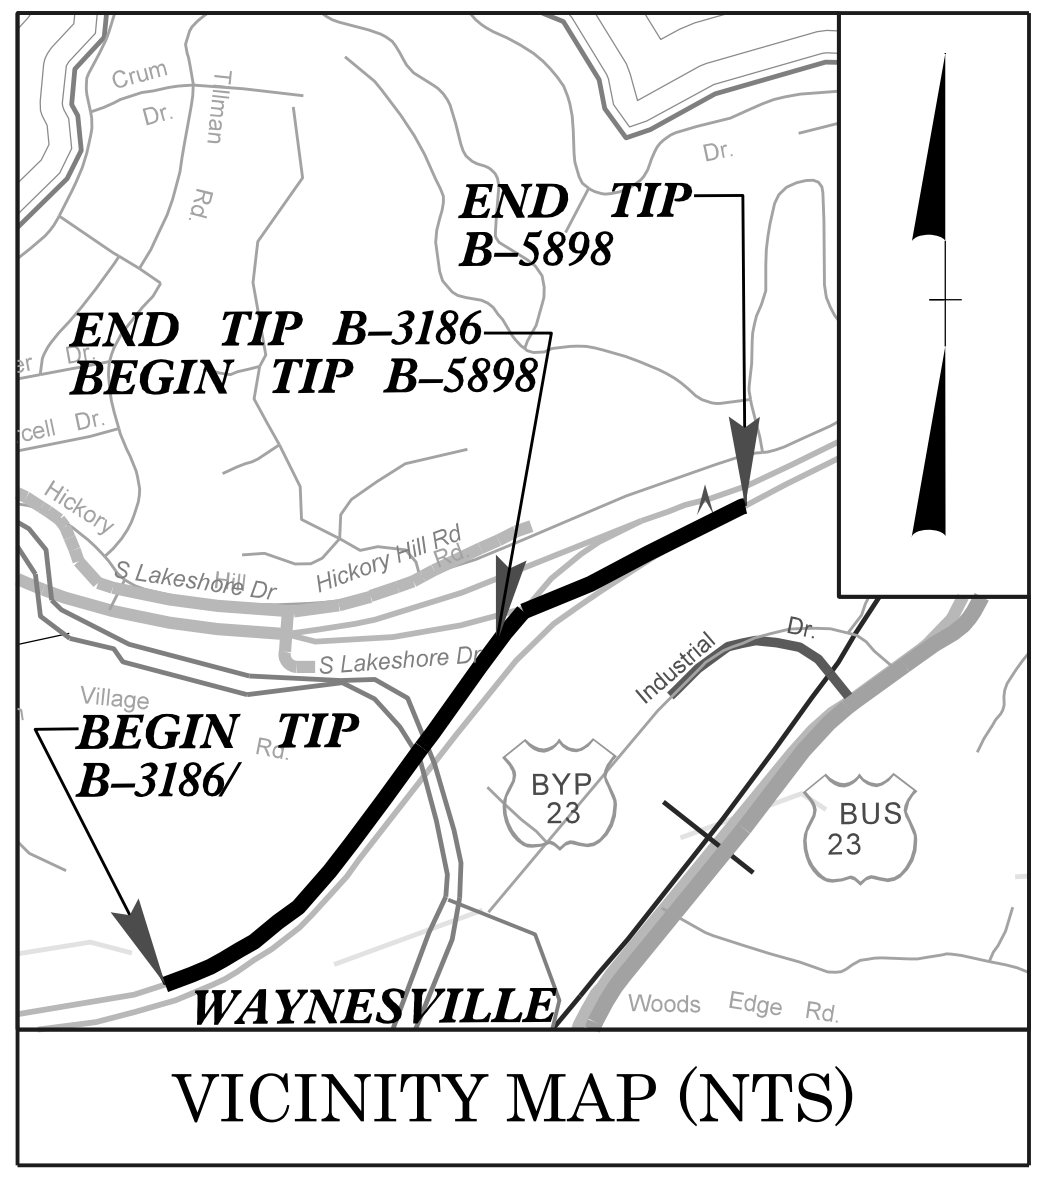 Crum
Dr.
Tillman
Rd.
Dr.
END TIP
B–5898
END TIP B–3186
BEGIN TIP B–5898
Dr.
Dr.
Hickory
S Lakeshore Dr
Hill
Hickory Hill Rd
Rd.
S Lakeshore Dr
Industrial
Dr.
Village
Rd.
BEGIN TIP
B–3186/
BYP
23
BUS
23
WAYNESVILLE
Woods Edge Rd.
VICINITY MAP (NTS)